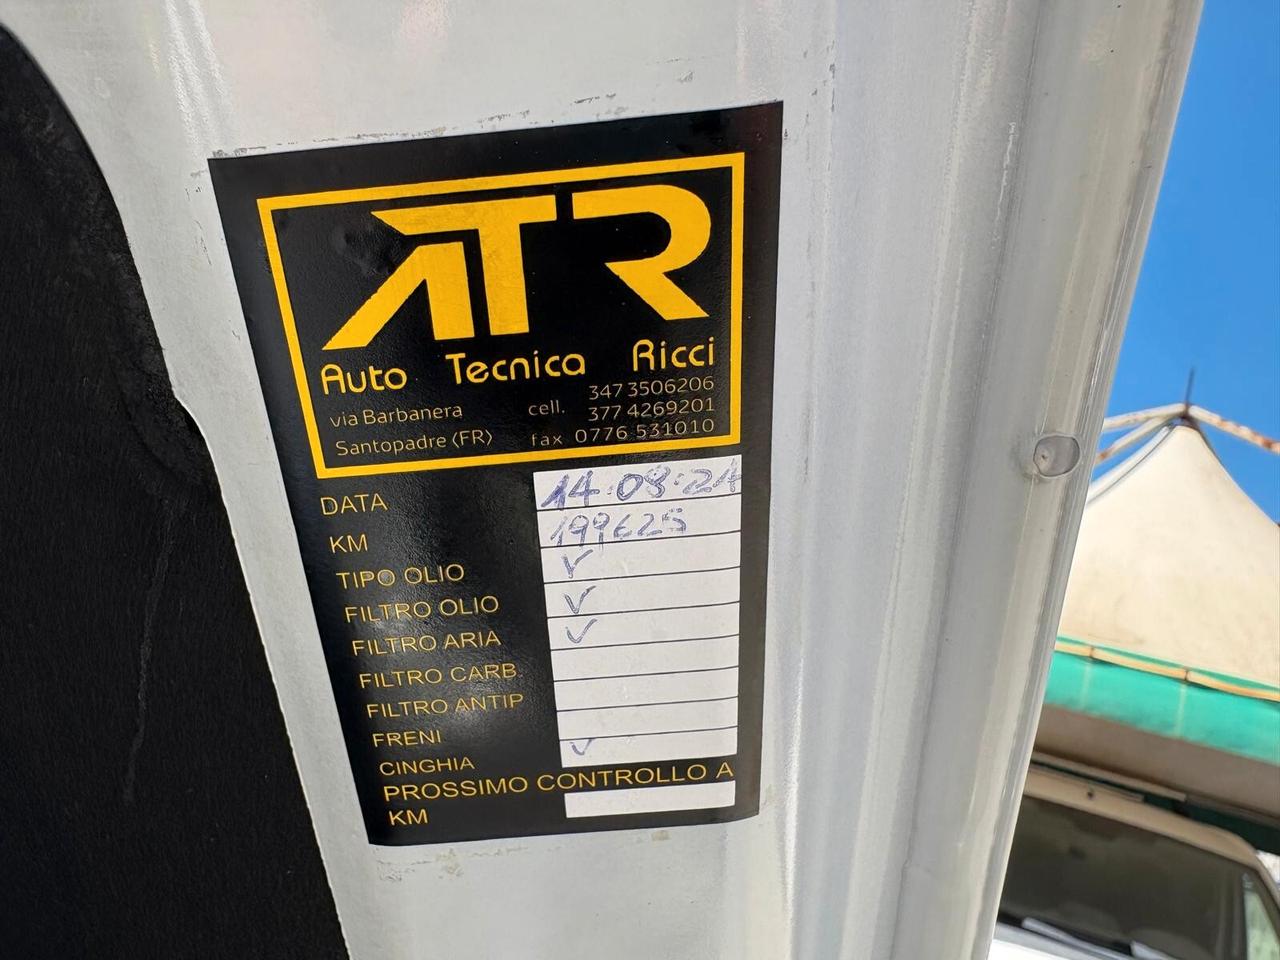 ATR
Auto Tecnica Ricci
via Barbanera cell. 347 3506206
377 4269201
Santopadre (FR) fax 0776 531010
DATA 14.08.24
KM 199625
TIPO OLIO ✓
FILTRO OLIO ✓
FILTRO ARIA ✓
FILTRO CARB.
FILTRO ANTIP
FRENI
CINGHIA ✓
PROSSIMO CONTROLLO A
KM